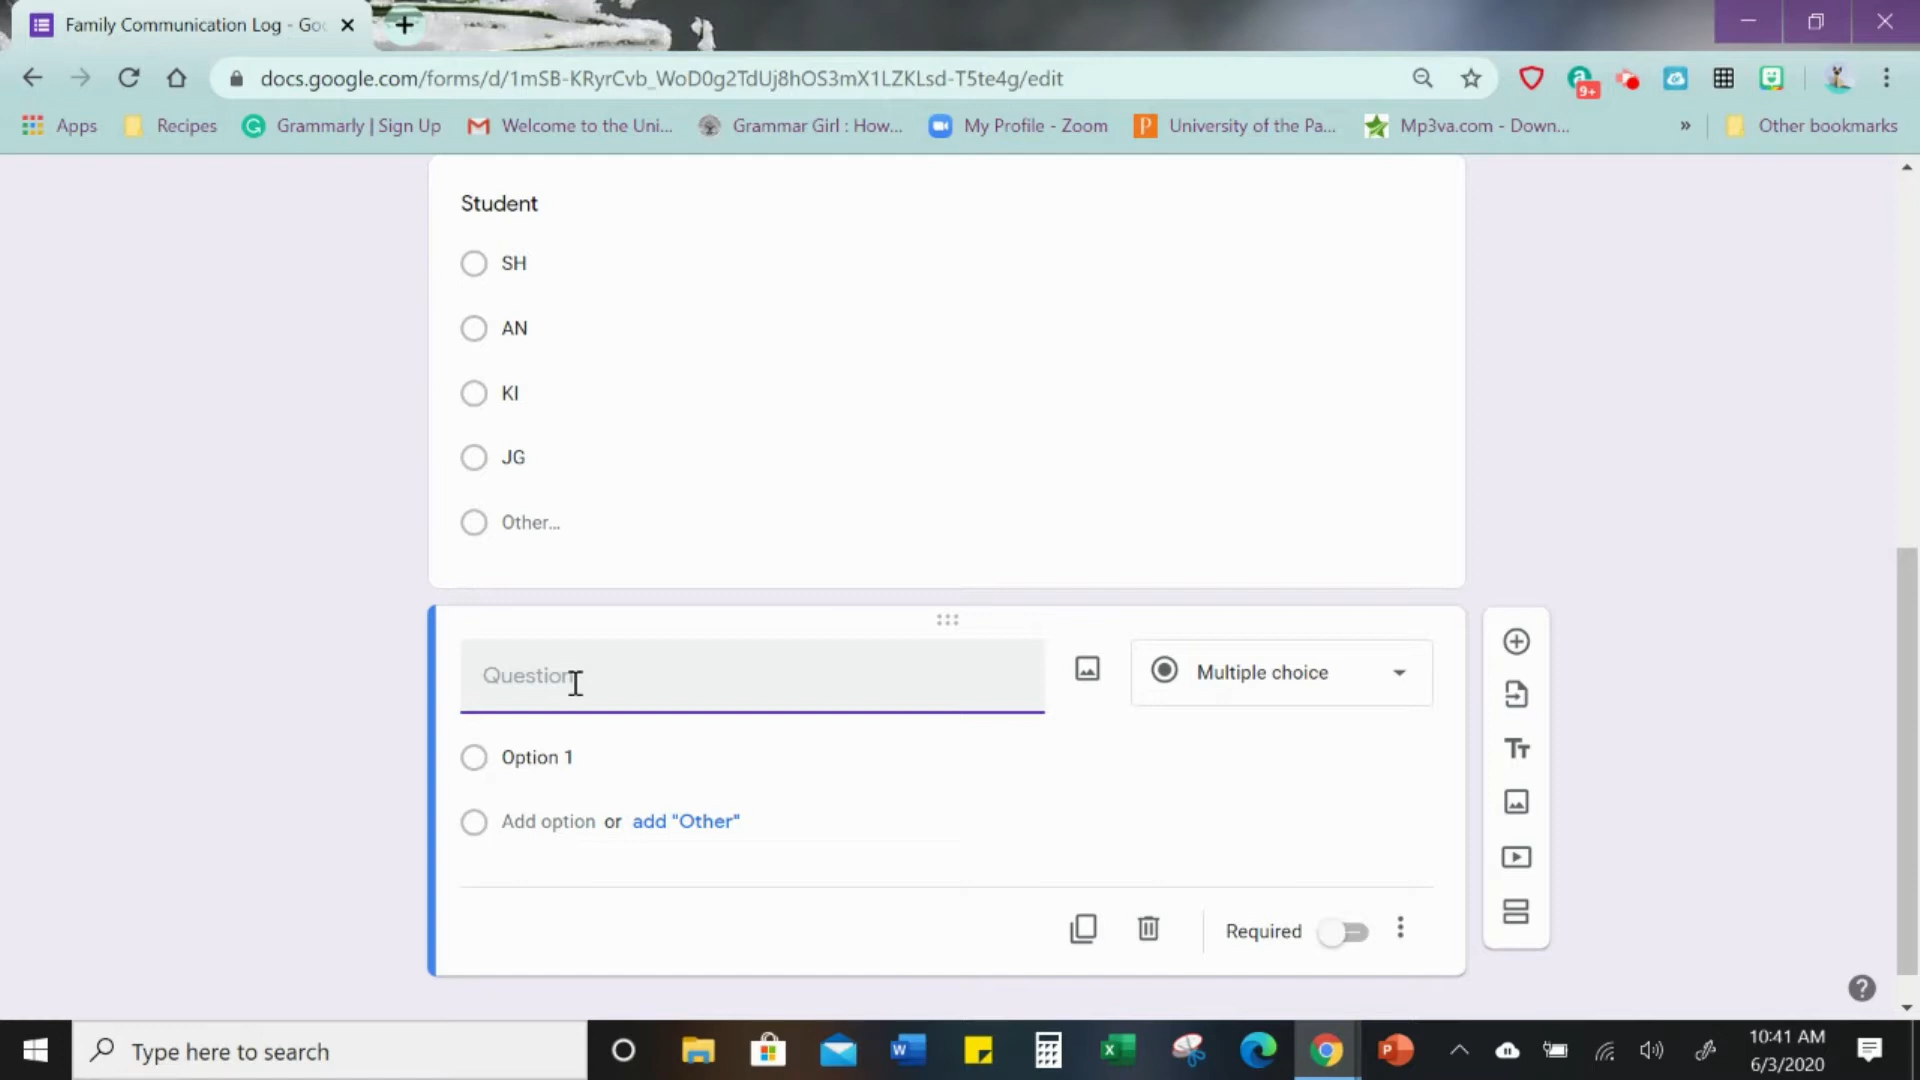 Family Communication Log - Goo
docs.google.com/forms/d/1mSB-KRyrCvb_WoD0g2TdUj8hOS3mX1LZKLsd-T5te4g/edit
9+
Apps
Recipes
Grammarly | Sign Up
Welcome to the Uni...
Grammar Girl : How...
My Profile - Zoom
University of the Pa...
Mp3va.com - Down...
»
Other bookmarks
Student
SH
AN
KI
JG
Other...
Question
Multiple choice
Option 1
Add option or add "Other"
Required
Type here to search
10:41 AM
6/3/2020